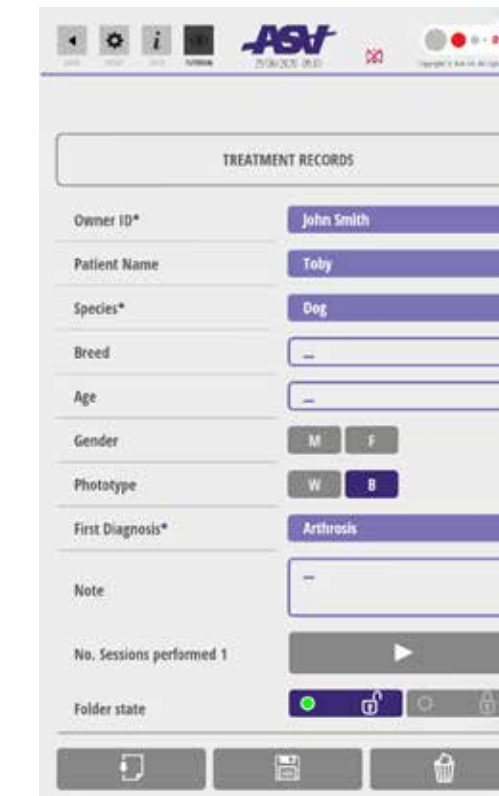 ASA
TREATMENT RECORDS
Owner ID* John Smith
Patient Name Toby
Species* Dog
Breed –
Age –
Gender M F
Phototype W B
First Diagnosis* Arthrosis
Note –
No. Sessions performed 1
Folder state